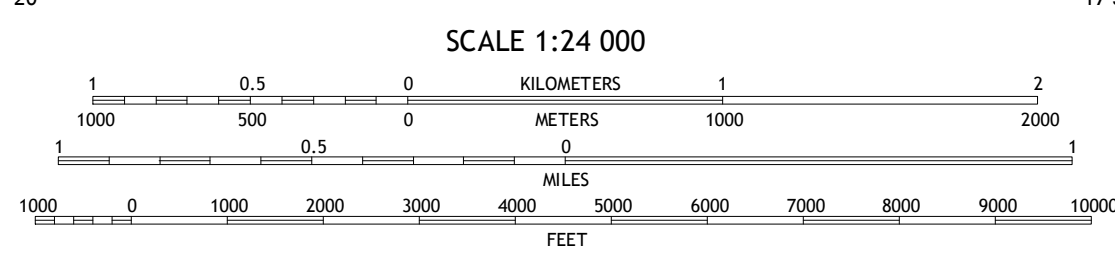 20
SCALE 1:24 000
1 0.5 0 KILOMETERS 1 2
1000 500 0 METERS 1000 2000
1 0.5 0 1
MILES
1000 0 1000 2000 3000 4000 5000 6000 7000 8000 9000 10000
FEET